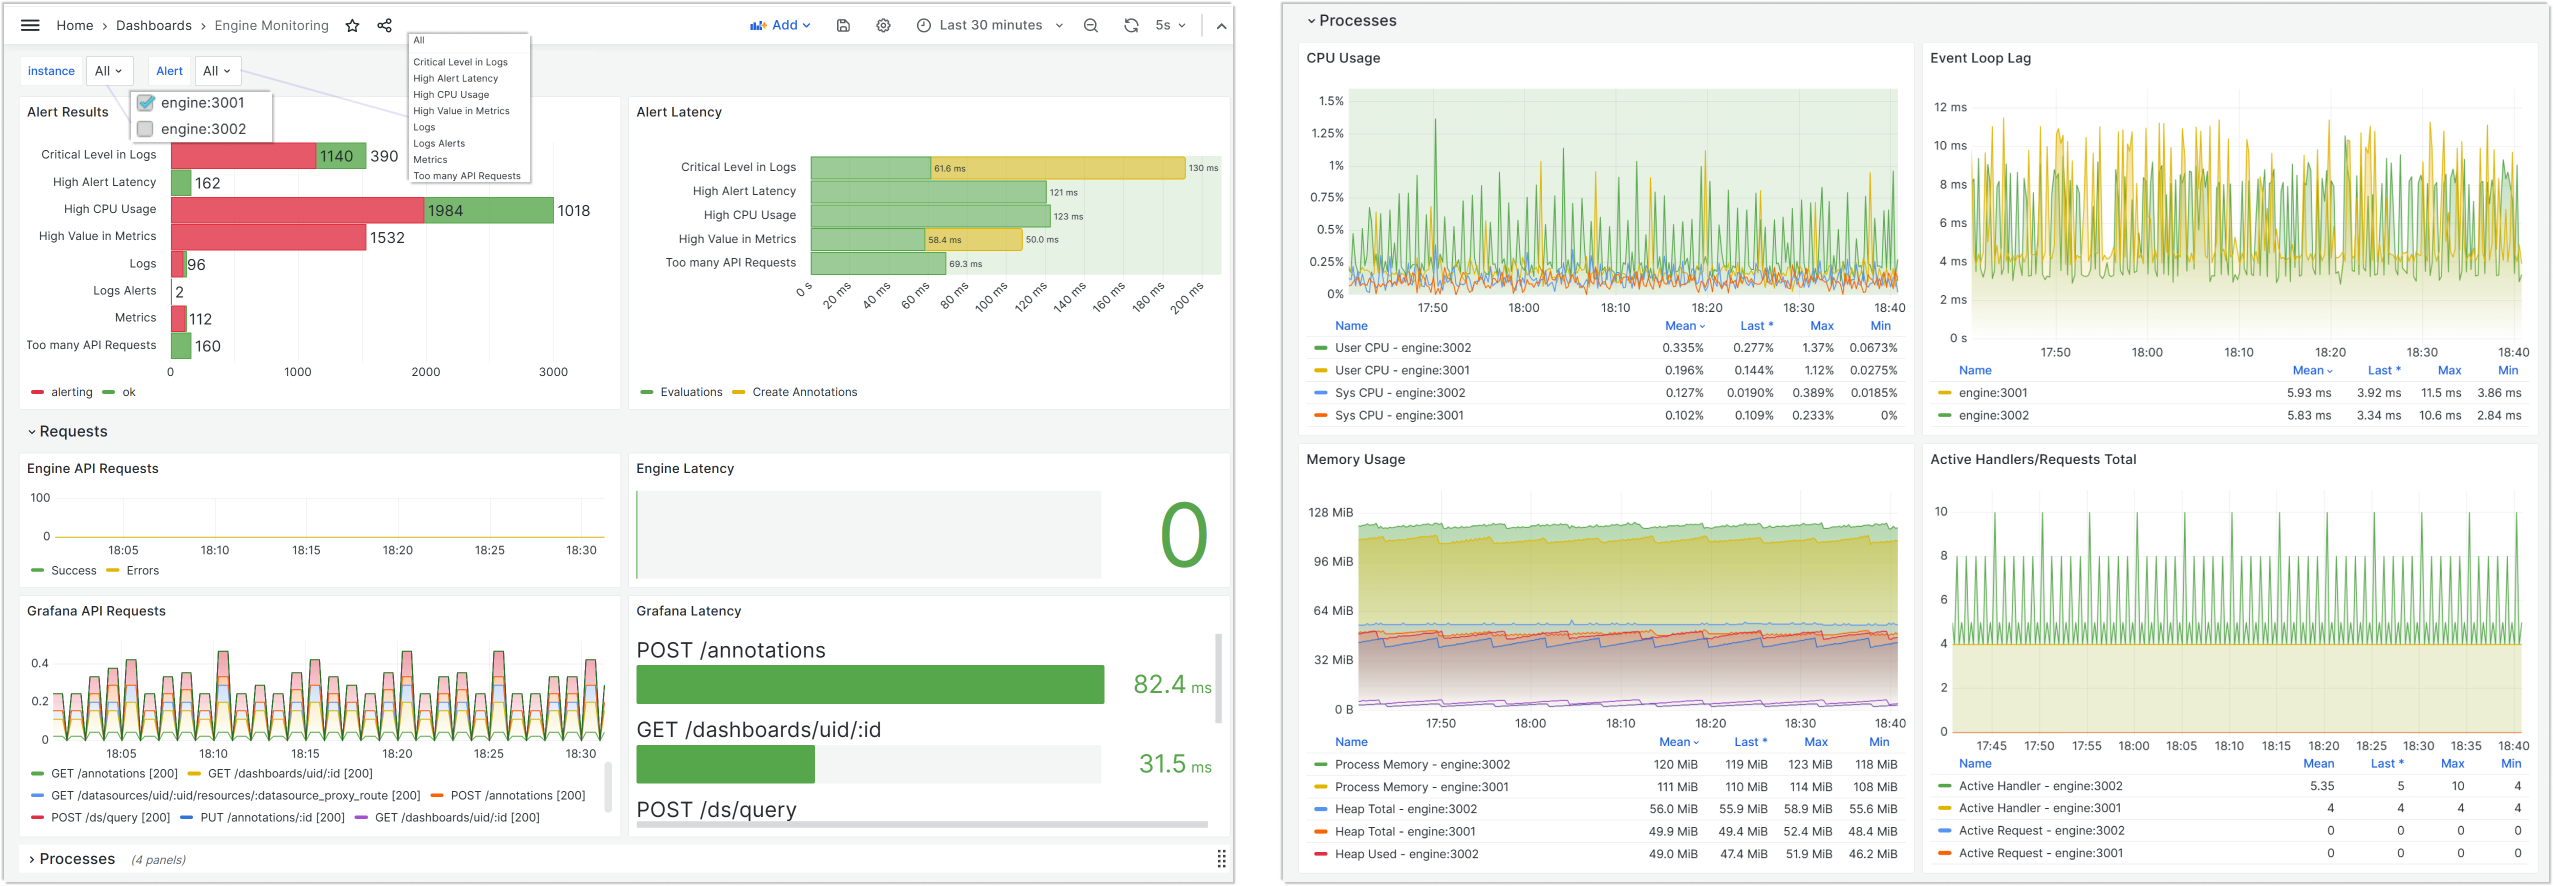 Home > Dashboards > Engine Monitoring
Add
Last 30 minutes
5s
instance All Alert All
engine:3001
engine:3002
All
Critical Level in Logs
High Alert Latency
High CPU Usage
High Value in Metrics
Logs
Logs Alerts
Metrics
Too many API Requests
Alert Results
Critical Level in Logs 1140 390
High Alert Latency 162
High CPU Usage 1984 1018
High Value in Metrics 1532
Logs 96
Logs Alerts 2
Metrics 112
Too many API Requests 160
0 1000 2000 3000
alerting ok
Alert Latency
Critical Level in Logs 61.6 ms 130 ms
High Alert Latency 121 ms
High CPU Usage 123 ms
High Value in Metrics 58.4 ms 50.0 ms
Too many API Requests 69.3 ms
0 s 20 ms 40 ms 60 ms 80 ms 100 ms 120 ms 140 ms 160 ms 180 ms 200 ms
Evaluations Create Annotations
Requests
Engine API Requests
100
0
18:05 18:10 18:15 18:20 18:25 18:30
Success Errors
Engine Latency
0
Grafana API Requests
0.4
0.2
0
18:05 18:10 18:15 18:20 18:25 18:30
GET /annotations [200] GET /dashboards/uid/:id [200]
GET /datasources/uid/:uid/resources/:datasource_proxy_route [200] POST /annotations [200]
POST /ds/query [200] PUT /annotations/:id [200] GET /dashboards/uid/:id [200]
Grafana Latency
POST /annotations
82.4 ms
GET /dashboards/uid/:id
31.5 ms
POST /ds/query
Processes (4 panels)
Processes
CPU Usage
1.5%
1.25%
1%
0.75%
0.5%
0.25%
0%
17:50 18:00 18:10 18:20 18:30 18:40
Name Mean Last * Max Min
User CPU - engine:3002 0.335% 0.277% 1.37% 0.0673%
User CPU - engine:3001 0.196% 0.144% 1.12% 0.0275%
Sys CPU - engine:3002 0.127% 0.0190% 0.389% 0.0185%
Sys CPU - engine:3001 0.102% 0.109% 0.233% 0%
Event Loop Lag
12 ms
10 ms
8 ms
6 ms
4 ms
2 ms
0 s
17:50 18:00 18:10 18:20 18:30 18:40
Name Mean Last * Max Min
engine:3001 5.93 ms 3.92 ms 11.5 ms 3.86 ms
engine:3002 5.83 ms 3.34 ms 10.6 ms 2.84 ms
Memory Usage
128 MiB
96 MiB
64 MiB
32 MiB
0 B
17:50 18:00 18:10 18:20 18:30 18:40
Name Mean Last * Max Min
Process Memory - engine:3002 120 MiB 119 MiB 123 MiB 118 MiB
Process Memory - engine:3001 111 MiB 110 MiB 114 MiB 108 MiB
Heap Total - engine:3002 56.0 MiB 55.9 MiB 58.9 MiB 55.6 MiB
Heap Total - engine:3001 49.9 MiB 49.4 MiB 52.4 MiB 48.4 MiB
Heap Used - engine:3002 49.0 MiB 47.4 MiB 51.9 MiB 46.2 MiB
Active Handlers/Requests Total
10
8
6
4
2
0
17:45 17:50 17:55 18:00 18:05 18:10 18:15 18:20 18:25 18:30 18:35 18:40
Name Mean Last * Max Min
Active Handler - engine:3002 5.35 5 10 4
Active Handler - engine:3001 4 4 4 4
Active Request - engine:3002 0 0 0 0
Active Request - engine:3001 0 0 0 0